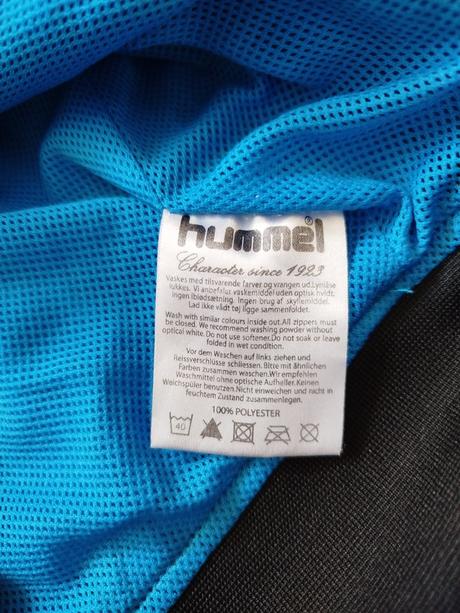 hummel®
Character since 1923
Vaskes med tilsvarende farver og vrangen ud. Lynlåse
lukkes. Vi anbefaler vaskemiddel uden optisk hvidt.
Ingen iblødsætning. Ingen brug af skyllemiddel.
Lad ikke vådt tøj ligge sammenfoldet.
Wash with similar colours inside out. All zippers must
be closed. We recommend washing powder without
optical white. Do not use softener. Do not soak or leave
folded in wet condition.
Vor dem Waschen auf links ziehen und
Reissverschlüsse schliessen. Bitte mit ähnlichen
Farben zusammen waschen. Wir empfehlen
Waschmittel ohne optische Aufheller. Keinen
Weichspüler benutzen. Nicht einweichen und nicht in
feuchtem Zustand zusammenlegen.
100% POLYESTER
40